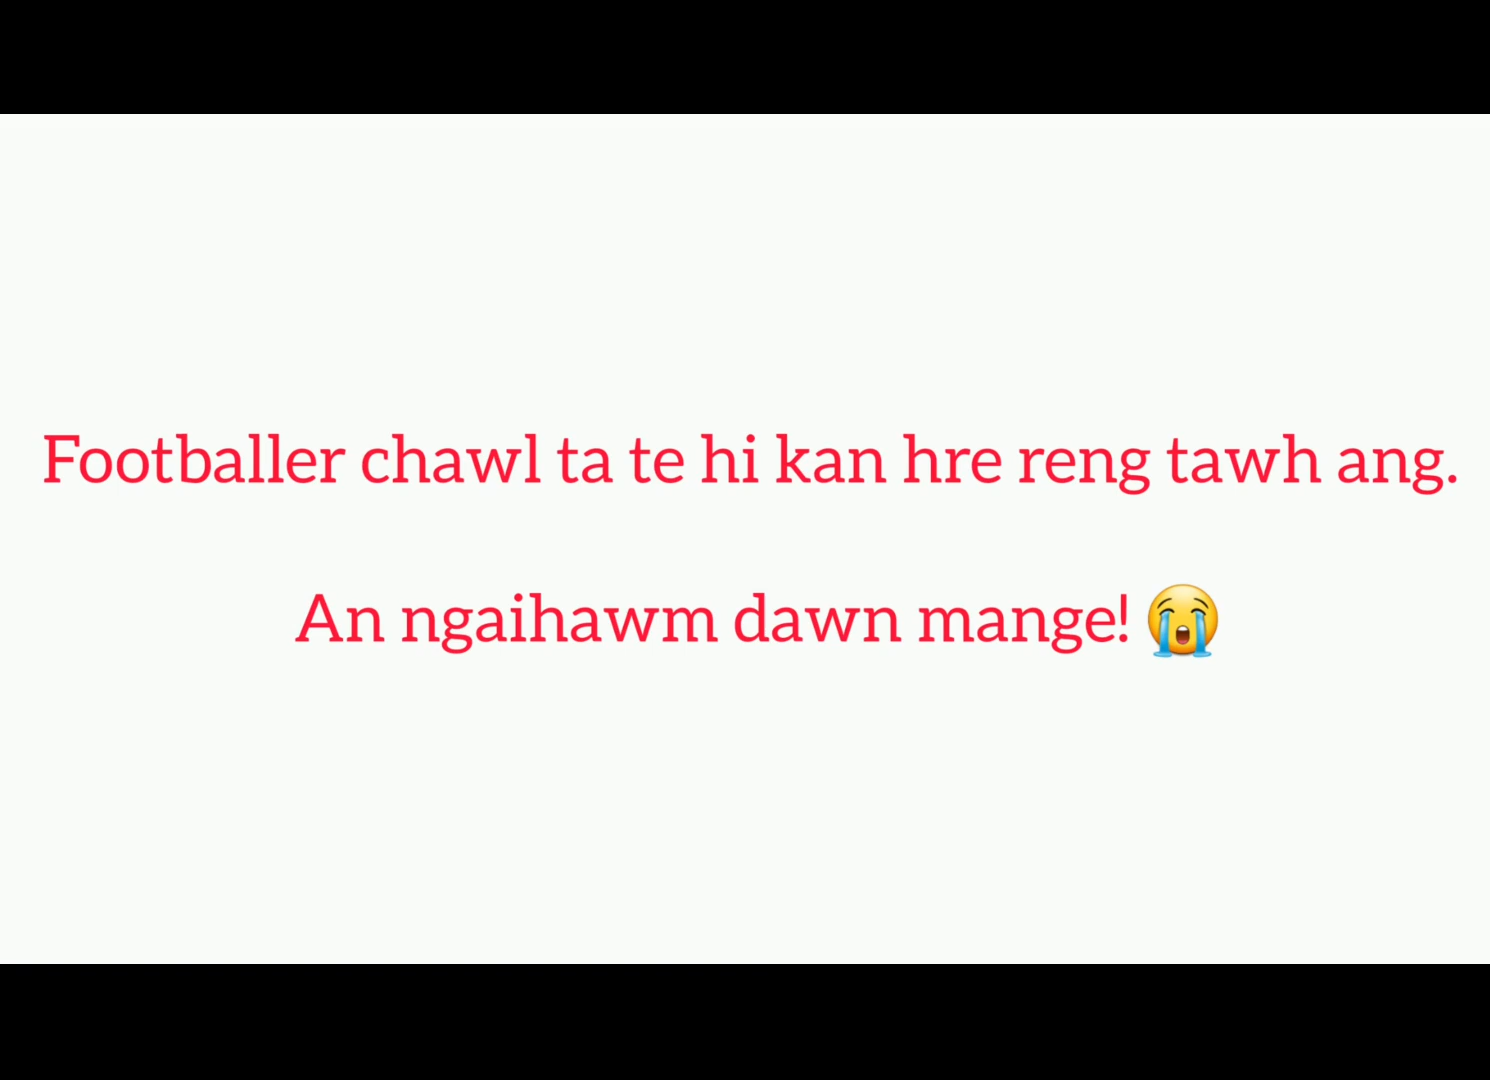 Footballer chawl ta te hi kan hre reng tawh ang.
An ngaihawm dawn mange! 😭